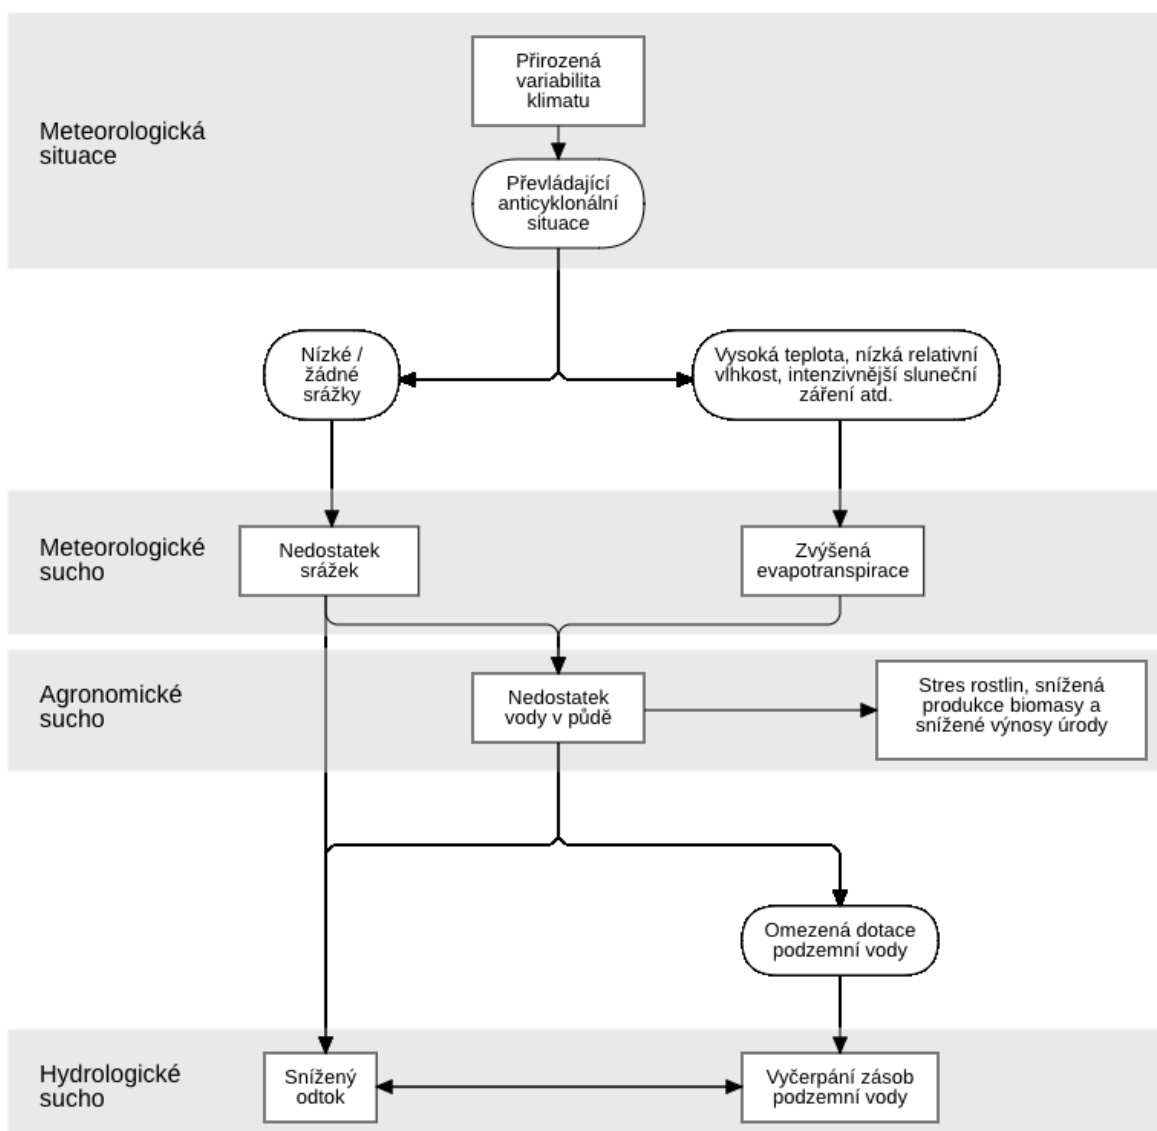 Přirozená
variabilita
klimatu
Meteorologická
situace
Převládající
anticyklonální
situace
Nízké /
žádné
srážky
Vysoká teplota, nízká relativní
vlhkost, intenzivnější sluneční
záření atd.
Meteorologické
sucho
Nedostatek
srážek
Zvýšená
evapotranspirace
Agronomické
sucho
Nedostatek
vody v půdě
Stres rostlin, snížená
produkce biomasy a
snížené výnosy úrody
Omezená dotace
podzemní vody
Hydrologické
sucho
Snížený
odtok
Vyčerpání zásob
podzemní vody